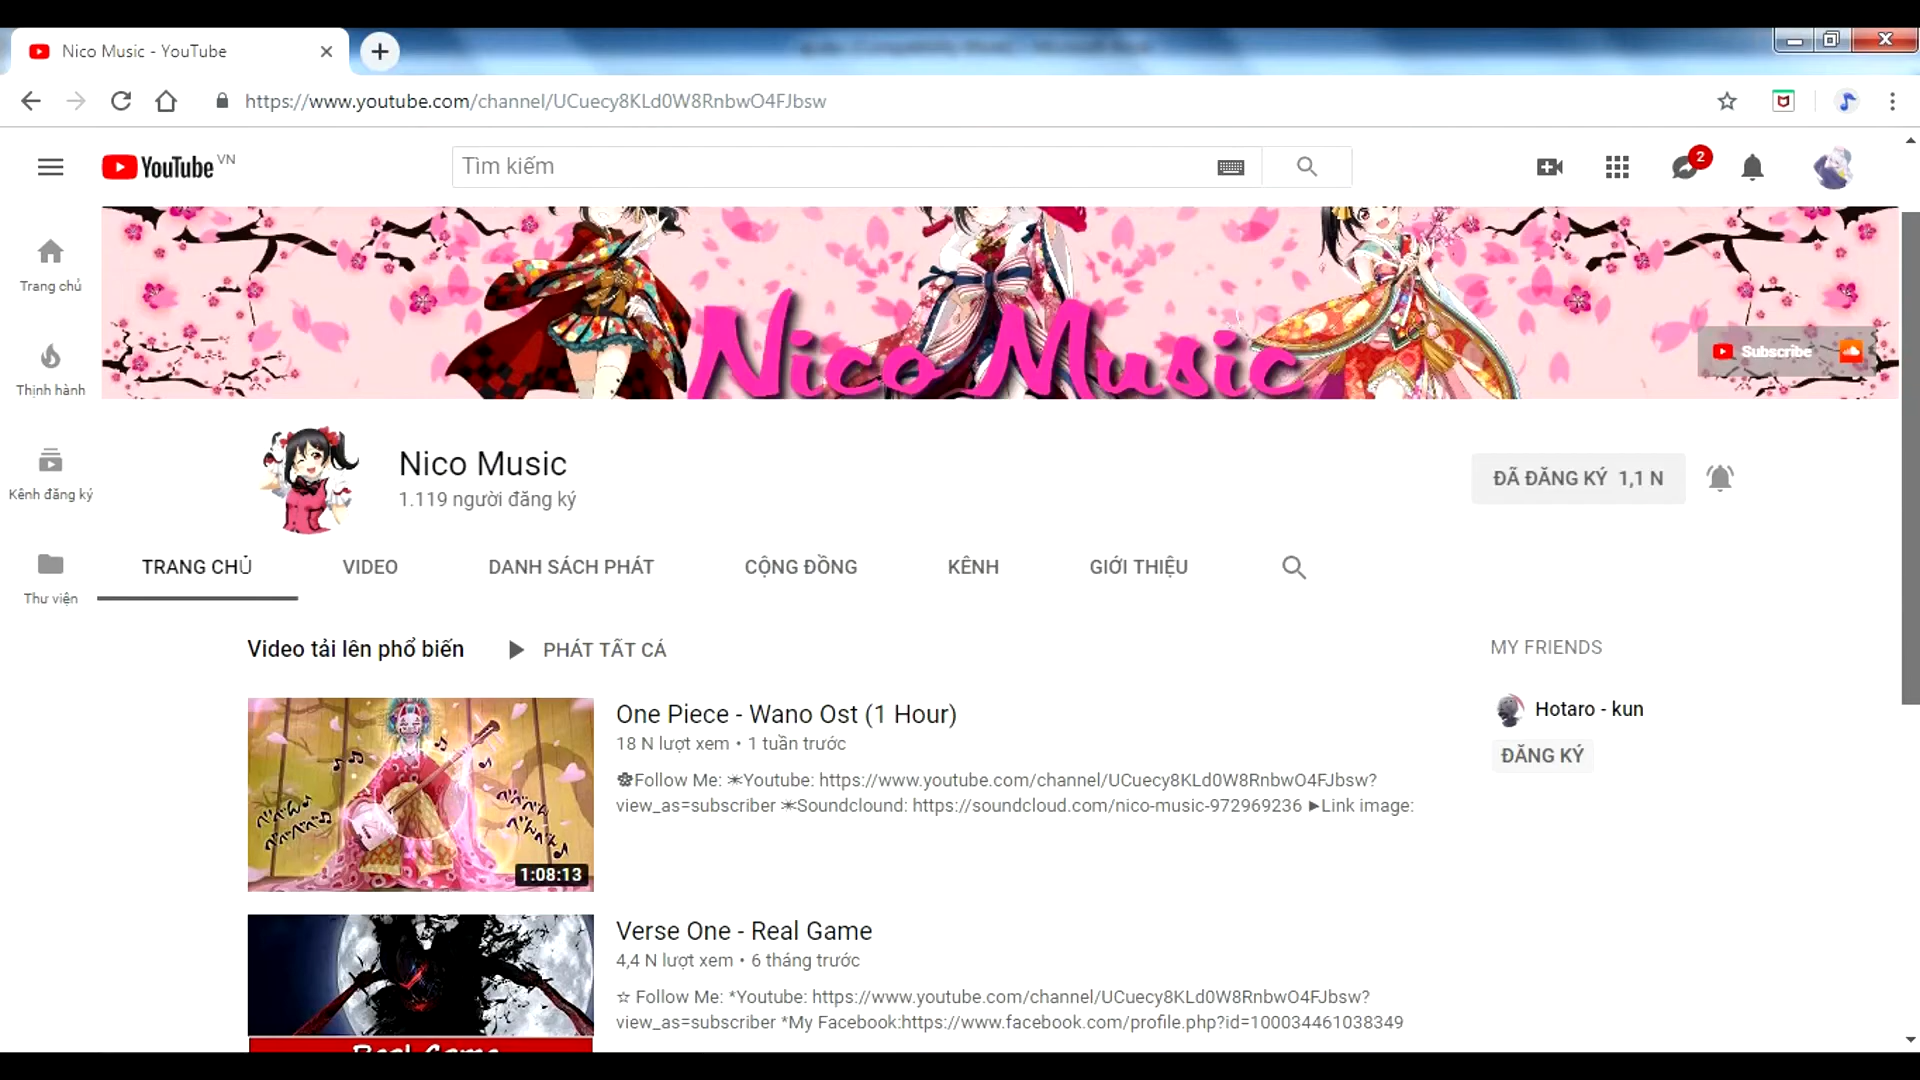 Nico Music - YouTube
https://www.youtube.com/channel/UCuecy8KLd0W8RnbwO4FJbsw
YouTube VN
Tìm kiếm
2
Trang chủ
Thịnh hành
Kênh đăng ký
Thư viện
Nico Music
Subscribe
Nico Music
1.119 người đăng ký
ĐÃ ĐĂNG KÝ 1,1 N
TRANG CHỦ
VIDEO
DANH SÁCH PHÁT
CỘNG ĐỒNG
KÊNH
GIỚI THIỆU
Video tải lên phổ biến
PHÁT TẤT CẢ
One Piece - Wano Ost (1 Hour)
18 N lượt xem • 1 tuần trước
✽Follow Me: ✶Youtube: https://www.youtube.com/channel/UCuecy8KLd0W8RnbwO4FJbsw?
view_as=subscriber ✶Soundclound: https://soundcloud.com/nico-music-972969236 ►Link image:
1:08:13
Verse One - Real Game
4,4 N lượt xem • 6 tháng trước
☆ Follow Me: *Youtube: https://www.youtube.com/channel/UCuecy8KLd0W8RnbwO4FJbsw?
view_as=subscriber *My Facebook:https://www.facebook.com/profile.php?id=100034461038349
Real Game
MY FRIENDS
Hotaro - kun
ĐĂNG KÝ